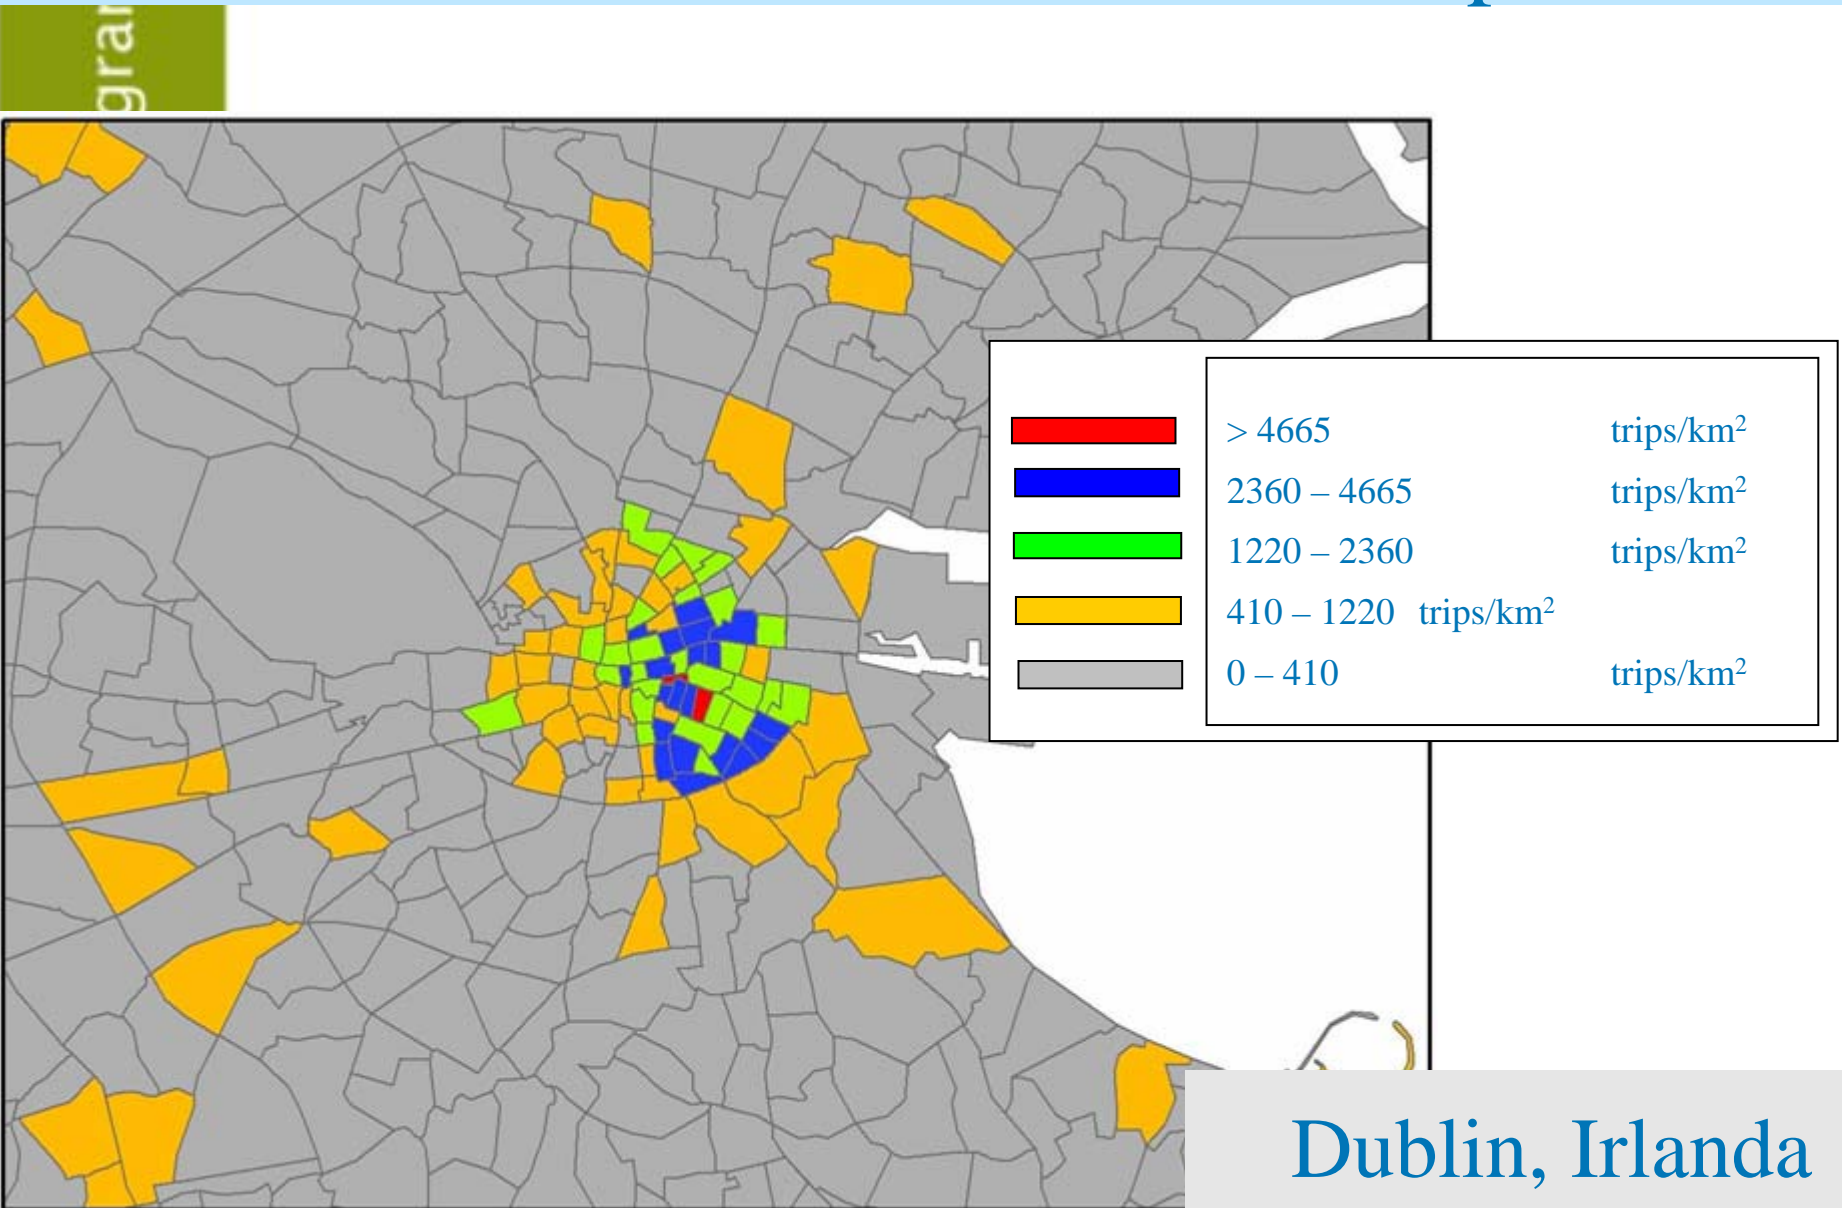 gra
> 4665 trips/km²
2360 – 4665 trips/km²
1220 – 2360 trips/km²
410 – 1220 trips/km²
0 – 410 trips/km²
Dublin, Irlanda